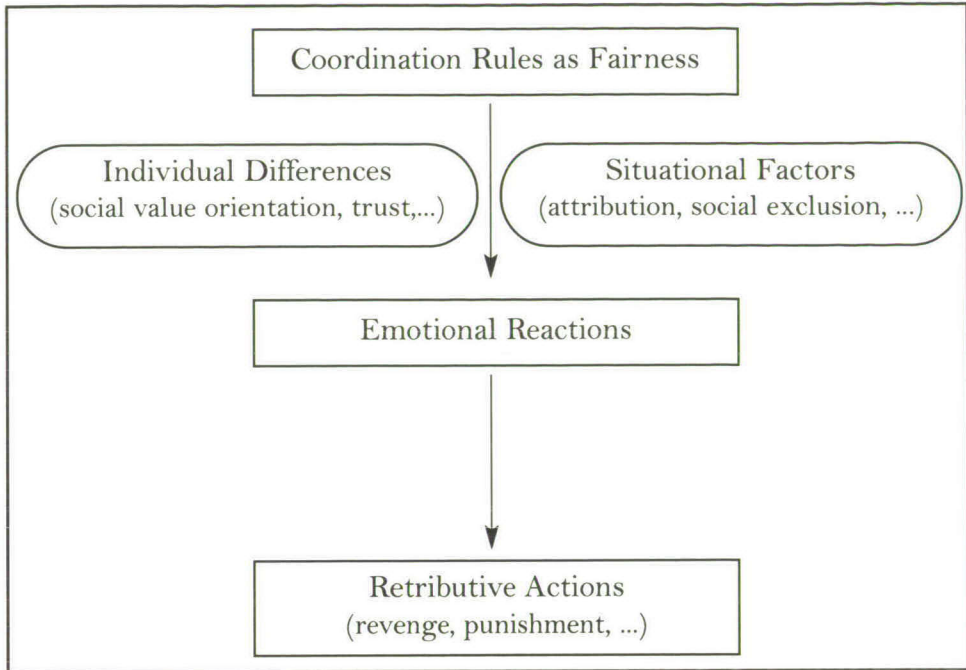 Coordination Rules as Fairness
Individual Differences
(social value orientation, trust,...)
Situational Factors
(attribution, social exclusion, ...)
Emotional Reactions
Retributive Actions
(revenge, punishment, ...)